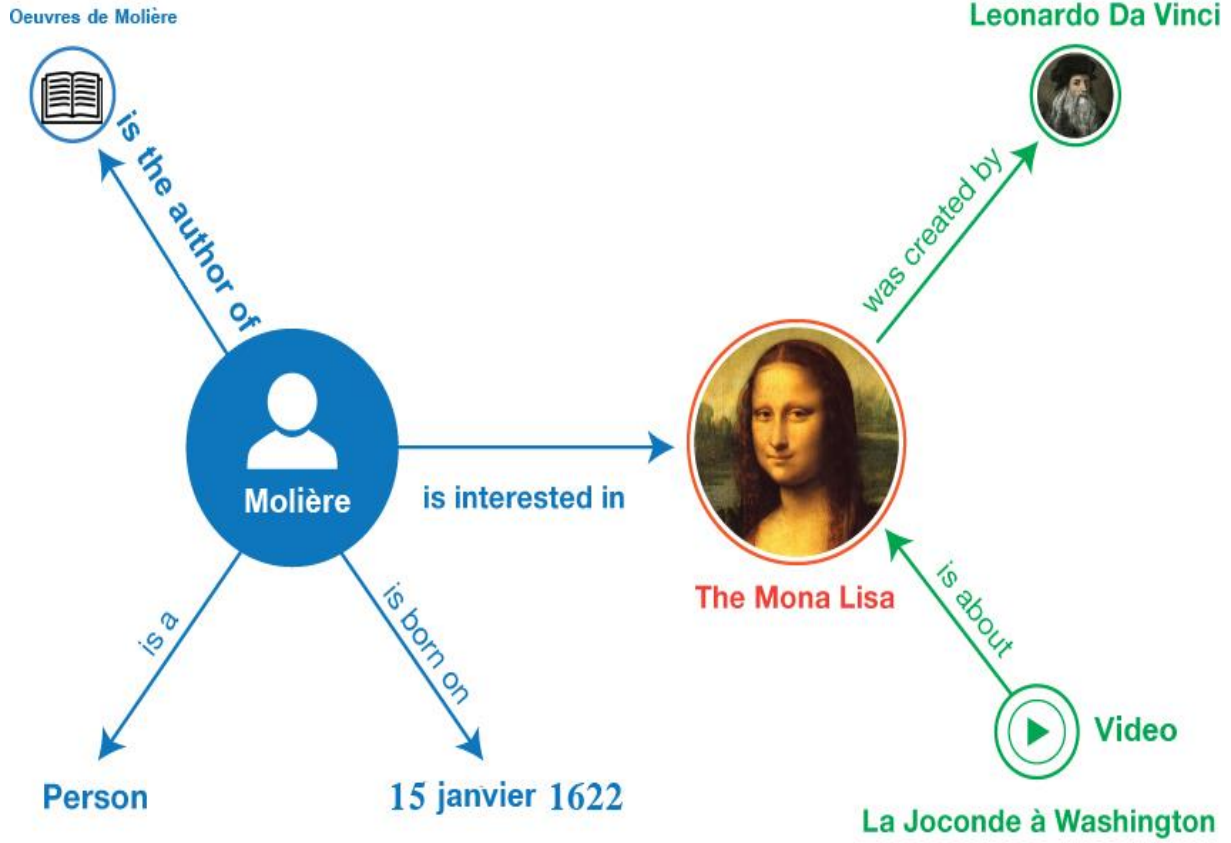 Oeuvres de Molière
Leonardo Da Vinci
is the author of
was created by
Molière
is interested in
The Mona Lisa
is a
is born on
is about
Video
Person
15 janvier 1622
La Joconde à Washington